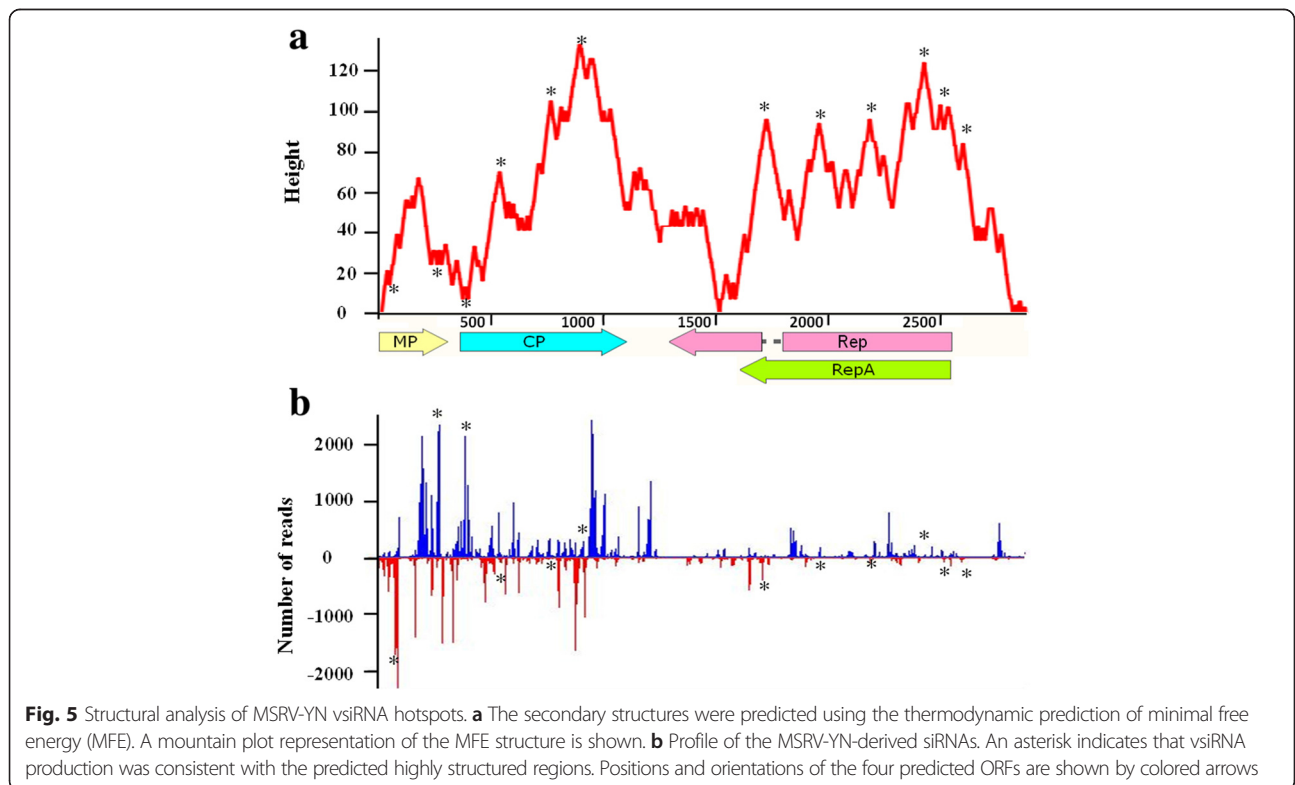 a
Height
120
100
80
60
40
20
0
* * * * * * * * * * * *
500 1000 1500 2000 2500
MP CP Rep
RepA
b
Number of reads
2000
1000
0
-1000
-2000
* * * * * * * * * * * *
Fig. 5 Structural analysis of MSRV-YN vsiRNA hotspots. a The secondary structures were predicted using the thermodynamic prediction of minimal free
energy (MFE). A mountain plot representation of the MFE structure is shown. b Profile of the MSRV-YN-derived siRNAs. An asterisk indicates that vsiRNA
production was consistent with the predicted highly structured regions. Positions and orientations of the four predicted ORFs are shown by colored arrows